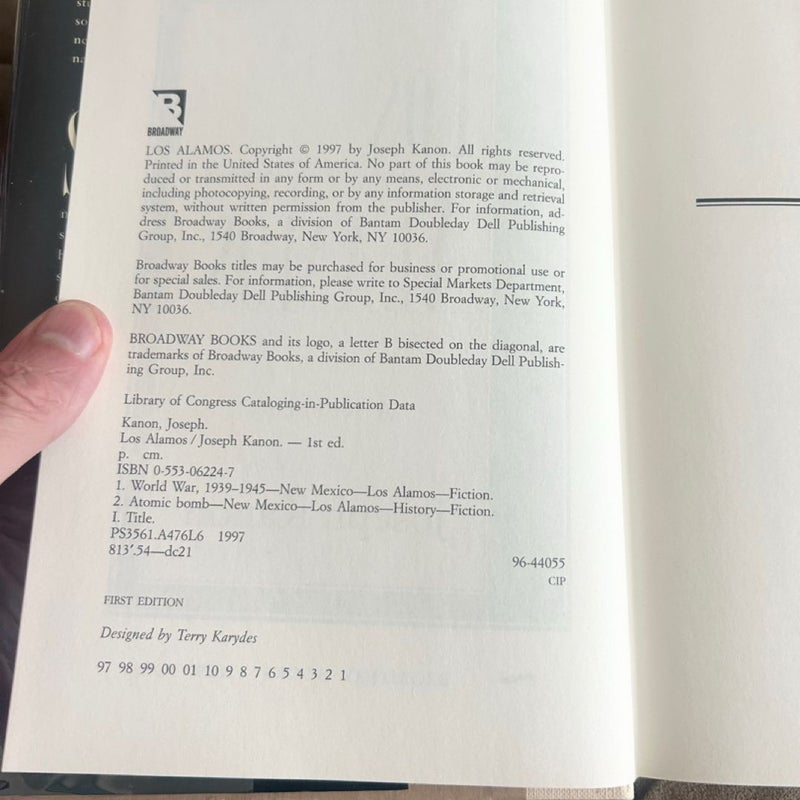 B
BROADWAY
LOS ALAMOS. Copyright © 1997 by Joseph Kanon. All rights reserved.
Printed in the United States of America. No part of this book may be repro-
duced or transmitted in any form or by any means, electronic or mechanical,
including photocopying, recording, or by any information storage and retrieval
system, without written permission from the publisher. For information, ad-
dress Broadway Books, a division of Bantam Doubleday Dell Publishing
Group, Inc., 1540 Broadway, New York, NY 10036.
Broadway Books titles may be purchased for business or promotional use or
for special sales. For information, please write to Special Markets Department,
Bantam Doubleday Dell Publishing Group, Inc., 1540 Broadway, New York,
NY 10036.
BROADWAY BOOKS and its logo, a letter B bisected on the diagonal, are
trademarks of Broadway Books, a division of Bantam Doubleday Dell Publish-
ing Group, Inc.
Library of Congress Cataloging-in-Publication Data
Kanon, Joseph.
Los Alamos / Joseph Kanon. — 1st ed.
p. cm.
ISBN 0-553-06224-7
1. World War, 1939–1945—New Mexico—Los Alamos—Fiction.
2. Atomic bomb—New Mexico—Los Alamos—History—Fiction.
I. Title.
PS3561.A476L6 1997
813'.54—dc21
96-44055
CIP
FIRST EDITION
Designed by Terry Karydes
97 98 99 00 01 10 9 8 7 6 5 4 3 2 1